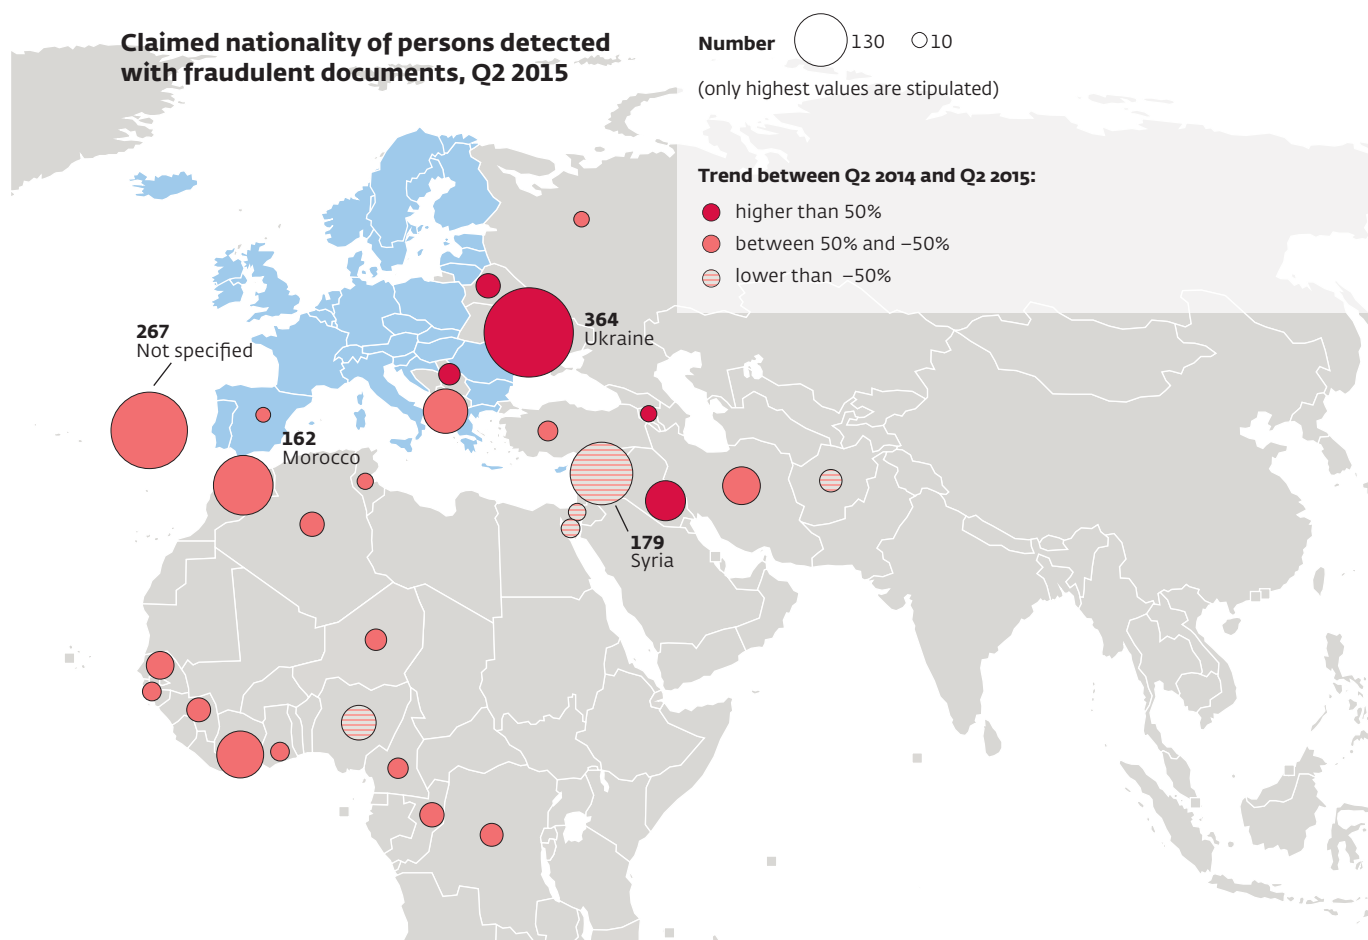 Claimed nationality of persons detected
with fraudulent documents, Q2 2015
Number 130 10
(only highest values are stipulated)
Trend between Q2 2014 and Q2 2015:
higher than 50%
between 50% and –50%
lower than –50%
267
Not specified
364
Ukraine
162
Morocco
179
Syria